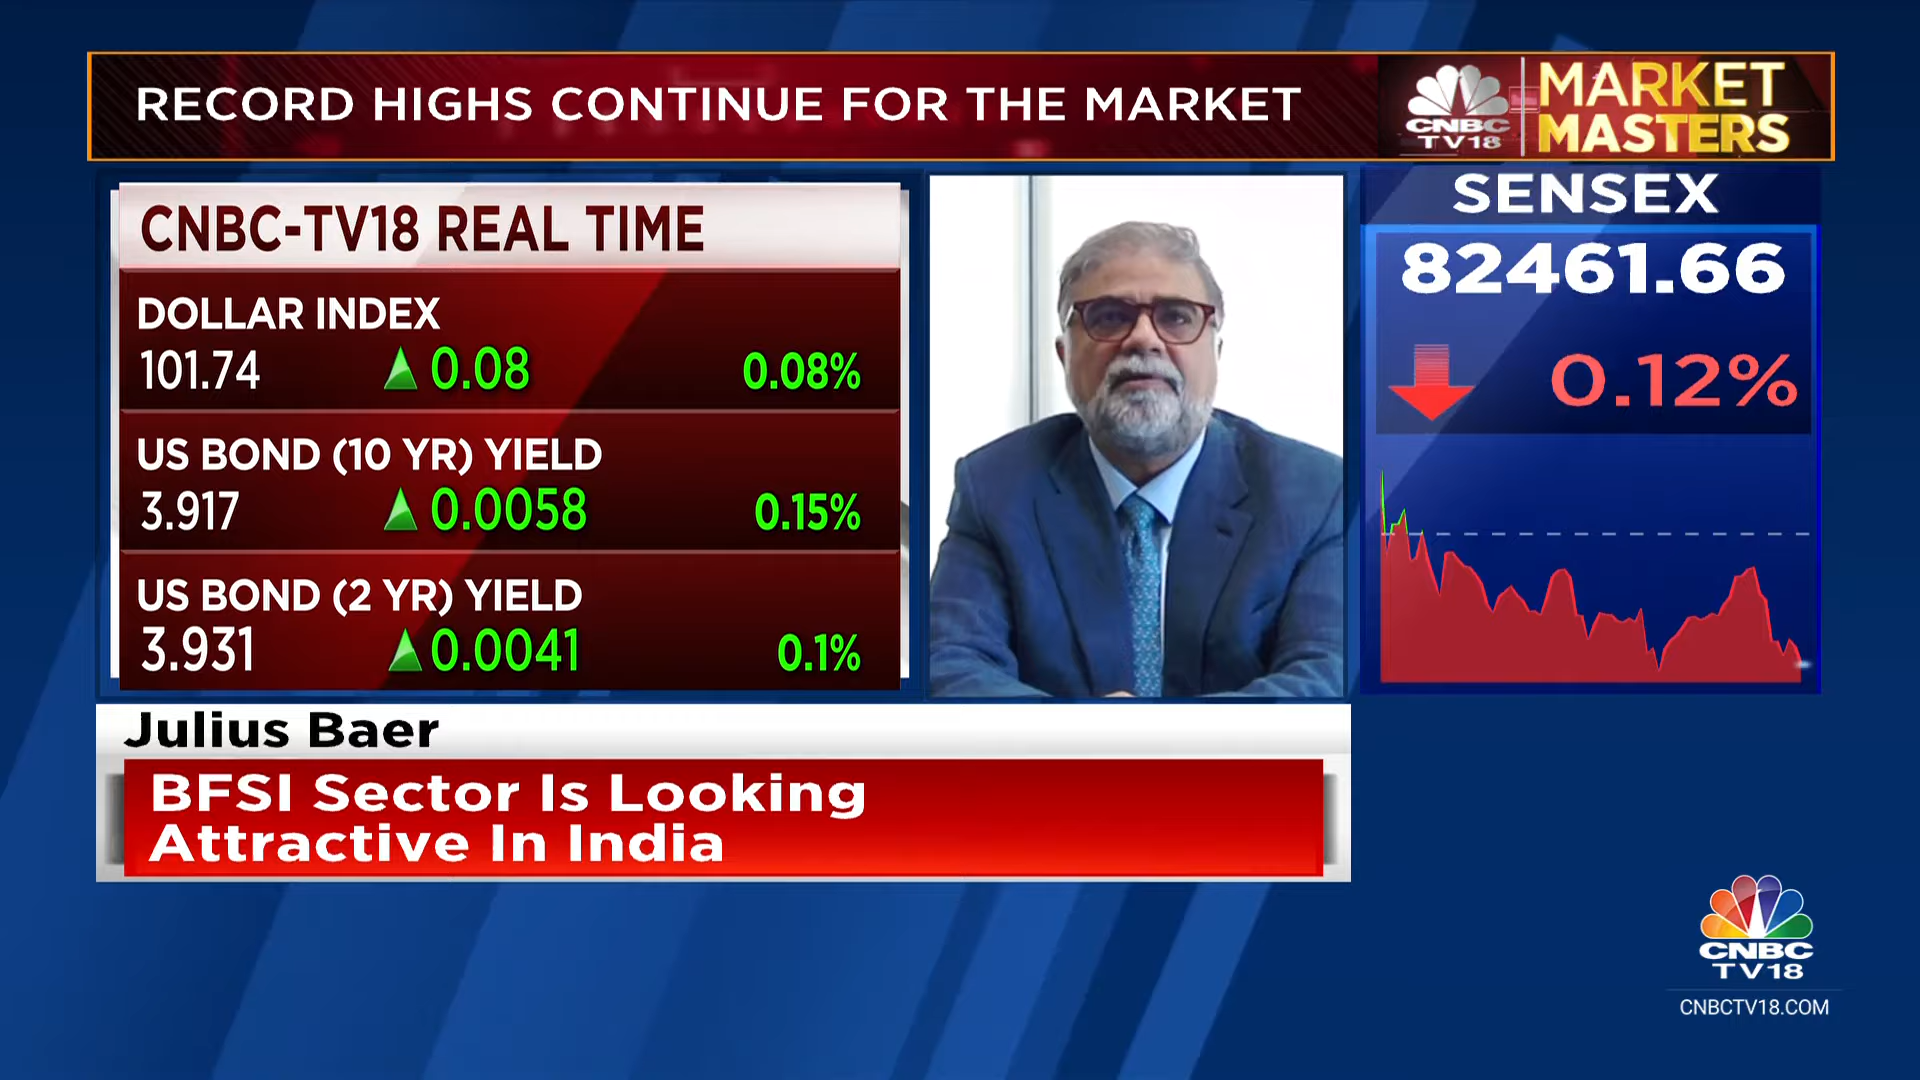 RECORD HIGHS CONTINUE FOR THE MARKET
CNBC
TV18
MARKET
MASTERS
CNBC-TV18 REAL TIME
DOLLAR INDEX
101.74 ▲ 0.08 0.08%
US BOND (10 YR) YIELD
3.917 ▲ 0.0058 0.15%
US BOND (2 YR) YIELD
3.931 ▲ 0.0041 0.1%
SENSEX
82461.66
0.12%
Julius Baer
BFSI Sector Is Looking
Attractive In India
CNBC
TV18
CNBCTV18.COM